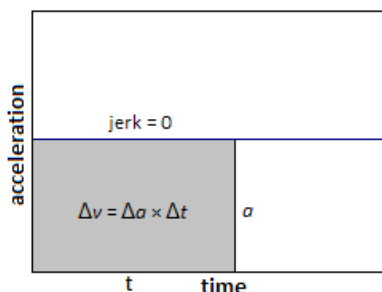 acceleration
jerk = 0
Δv = Δa × Δt
a
t
time